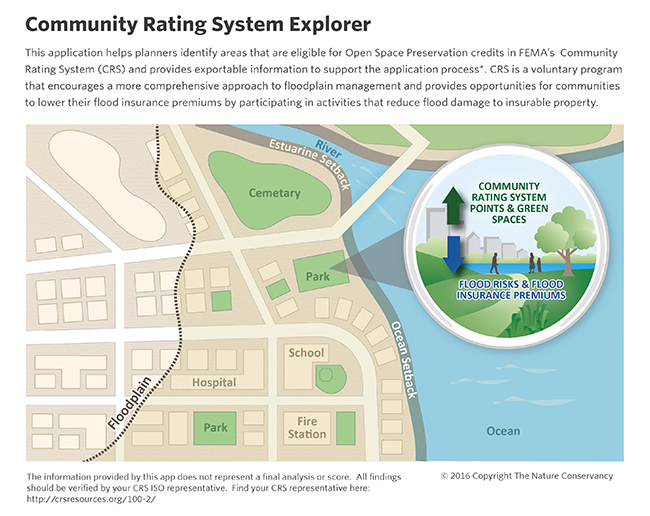 Community Rating System Explorer
This application helps planners identify areas that are eligible for Open Space Preservation credits in FEMA's Community
Rating System (CRS) and provides exportable information to support the application process*. CRS is a voluntary program
that encourages a more comprehensive approach to floodplain management and provides opportunities for communities
to lower their flood insurance premiums by participating in activities that reduce flood damage to insurable property.
River
Estuarine Setback
Cemetary
COMMUNITY
RATING SYSTEM
POINTS & GREEN
SPACES
Park
FLOOD RISKS & FLOOD
INSURANCE PREMIUMS
Ocean Setback
School
Hospital
Floodplain
Park
Fire
Station
Ocean
The information provided by this app does not represent a final analysis or score. All findings
should be verified by your CRS ISO representative. Find your CRS representative here:
http://crsresources.org/100-2/
© 2016 Copyright The Nature Conservancy